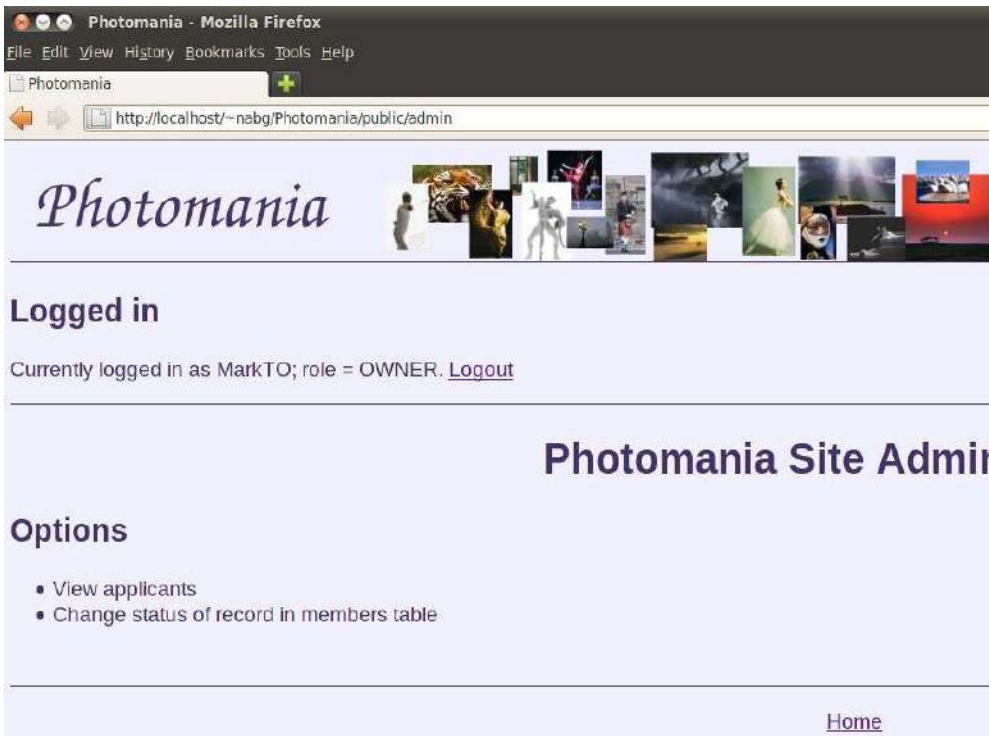 Photomania - Mozilla Firefox
File Edit View History Bookmarks Tools Help
Photomania
http://localhost/~nabg/Photomania/public/admin
Photomania
Logged in
Currently logged in as MarkTO; role = OWNER. Logout
Photomania Site Admin
Options
• View applicants
• Change status of record in members table
Home